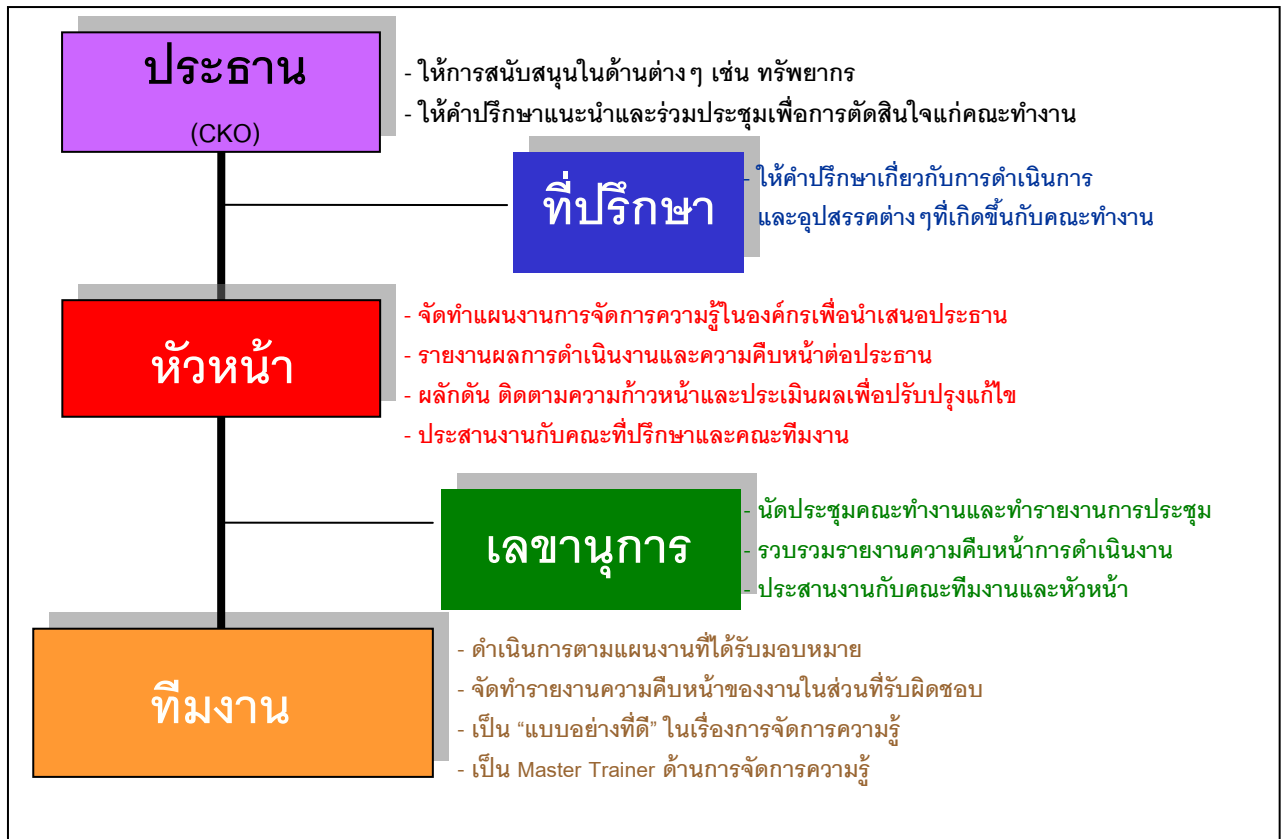 ประธาน
(CKO)
- ให้การสนับสนุนในด้านต่างๆ เช่น ทรัพยากร
- ให้คำปรึกษาแนะนำและร่วมประชุมเพื่อการตัดสินใจแก่คณะทำงาน
ที่ปรึกษา
- ให้คำปรึกษาเกี่ยวกับการดำเนินการ
และอุปสรรคต่างๆที่เกิดขึ้นกับคณะทำงาน
หัวหน้า
- จัดทำแผนงานการจัดการความรู้ในองค์กรเพื่อนำเสนอประธาน
- รายงานผลการดำเนินงานและความคืบหน้าต่อประธาน
- ผลักดัน ติดตามความก้าวหน้าและประเมินผลเพื่อปรับปรุงแก้ไข
- ประสานงานกับคณะที่ปรึกษาและคณะทีมงาน
เลขานุการ
- นัดประชุมคณะทำงานและทำรายงานการประชุม
- รวบรวมรายงานความคืบหน้าการดำเนินงาน
- ประสานงานกับคณะทีมงานและหัวหน้า
ทีมงาน
- ดำเนินการตามแผนงานที่ได้รับมอบหมาย
- จัดทำรายงานความคืบหน้าของงานในส่วนที่รับผิดชอบ
- เป็น “แบบอย่างที่ดี” ในเรื่องการจัดการความรู้
- เป็น Master Trainer ด้านการจัดการความรู้